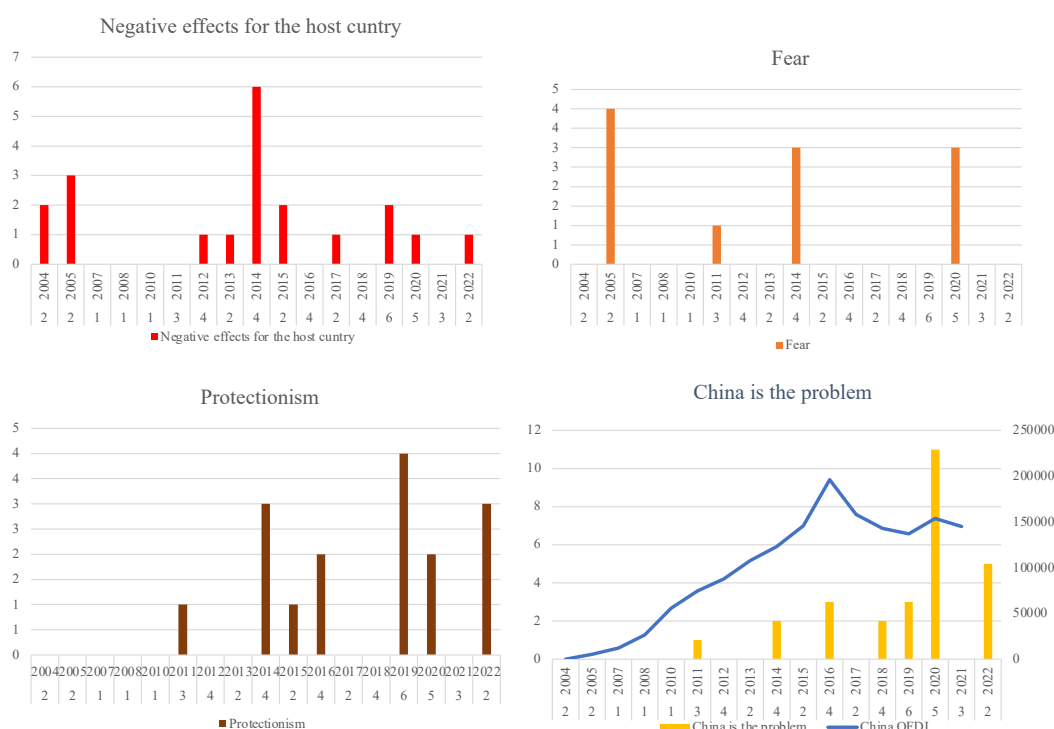 Negative effects for the host cuntry
7
6
5
4
3
2
1
0
2004 2005 2007 2008 2010 2011 2012 2013 2014 2015 2016 2017 2018 2019 2020 2021 2022
2 2 1 1 1 3 4 2 4 2 4 2 4 6 5 3 2
Negative effects for the host cuntry
Fear
5
4
4
3
3
2
2
1
1
0
2004 2005 2007 2008 2010 2011 2012 2013 2014 2015 2016 2017 2018 2019 2020 2021 2022
2 2 1 1 1 3 4 2 4 2 4 2 4 6 5 3 2
Fear
Protectionism
5
4
4
3
3
2
2
1
1
0
2004 2005 2007 2008 2010 2011 2012 2013 2014 2015 2016 2017 2018 2019 2020 2021 2022
2 2 1 1 1 3 4 2 4 2 4 2 4 6 5 3 2
Protectionism
China is the problem
12
10
8
6
4
2
0
250000
200000
150000
100000
50000
0
2004 2005 2007 2008 2010 2011 2012 2013 2014 2015 2016 2017 2018 2019 2020 2021 2022
2 2 1 1 1 3 4 2 4 2 4 2 4 6 5 3 2
China is the problem China OFDI